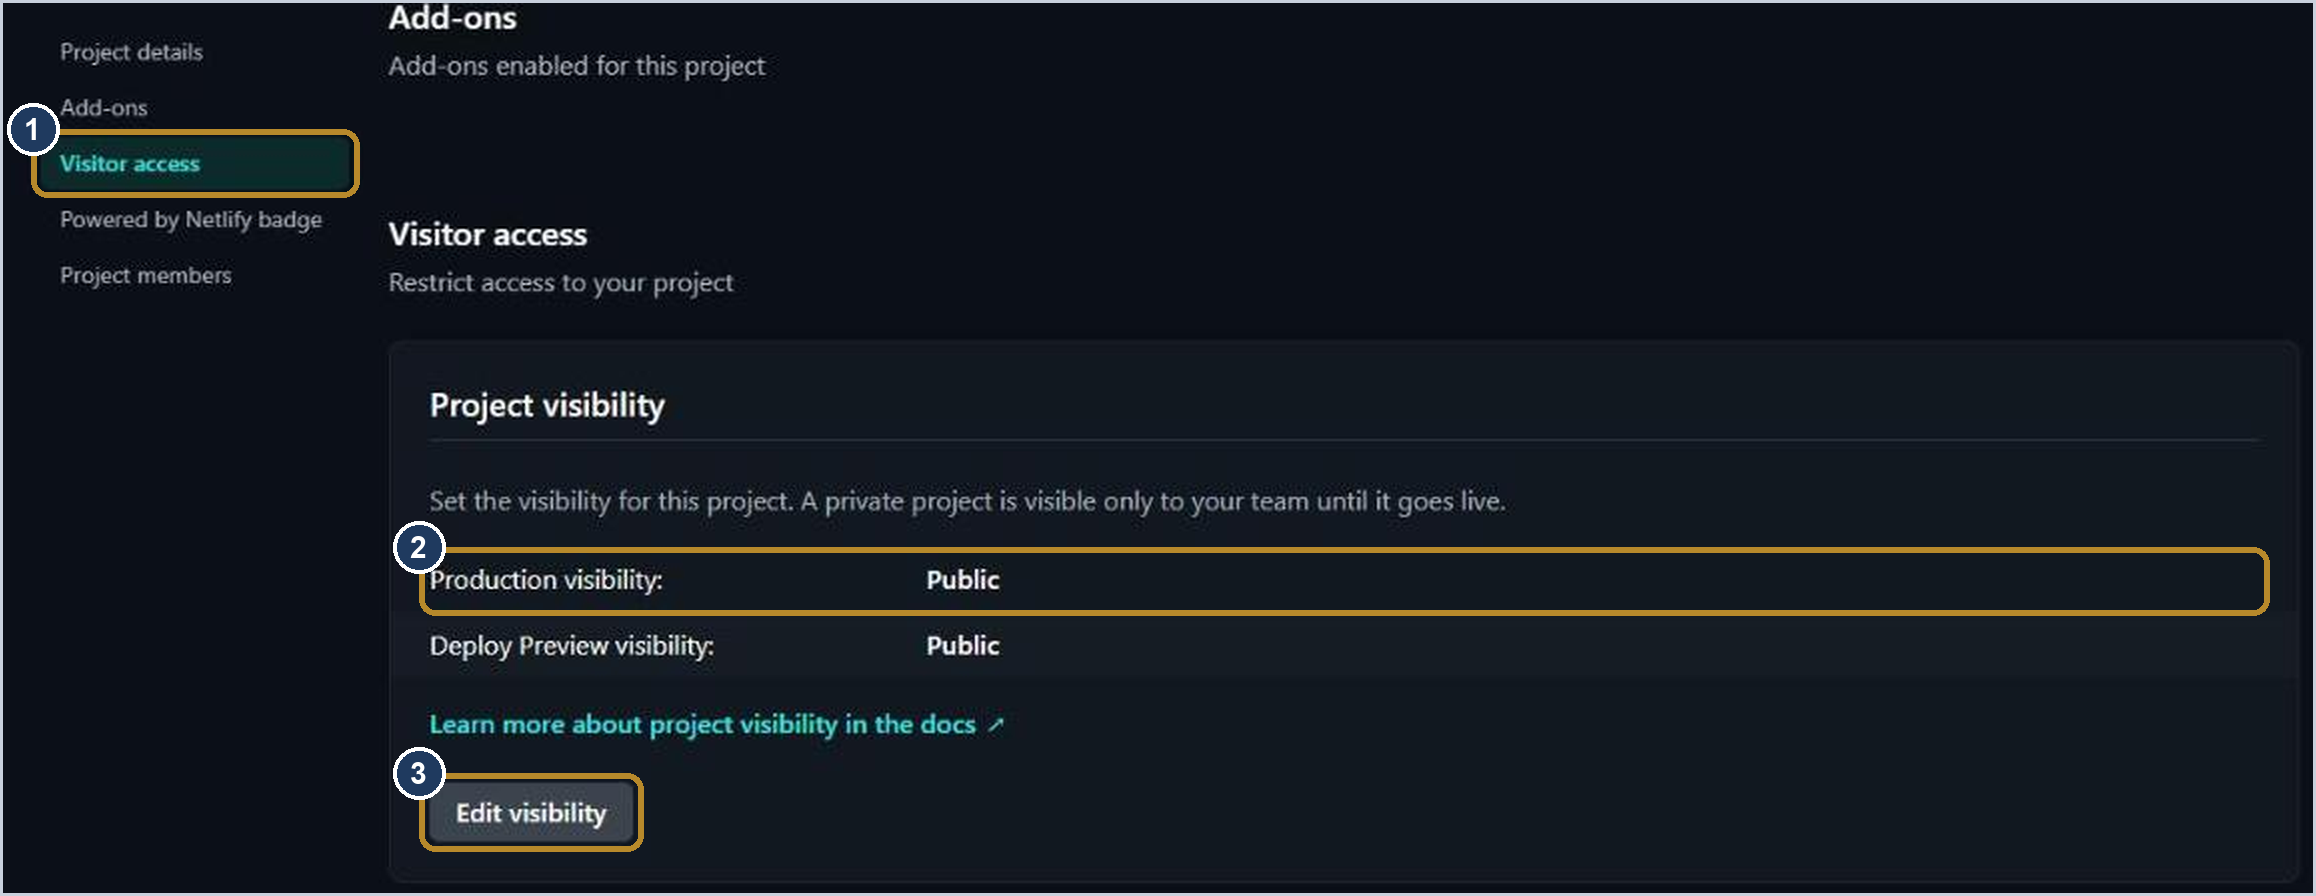 Project details
Add-ons
1
Visitor access
Powered by Netlify badge
Project members
Add-ons
Add-ons enabled for this project
Visitor access
Restrict access to your project
Project visibility
Set the visibility for this project. A private project is visible only to your team until it goes live.
2
Production visibility: Public
Deploy Preview visibility: Public
Learn more about project visibility in the docs ↗
3
Edit visibility